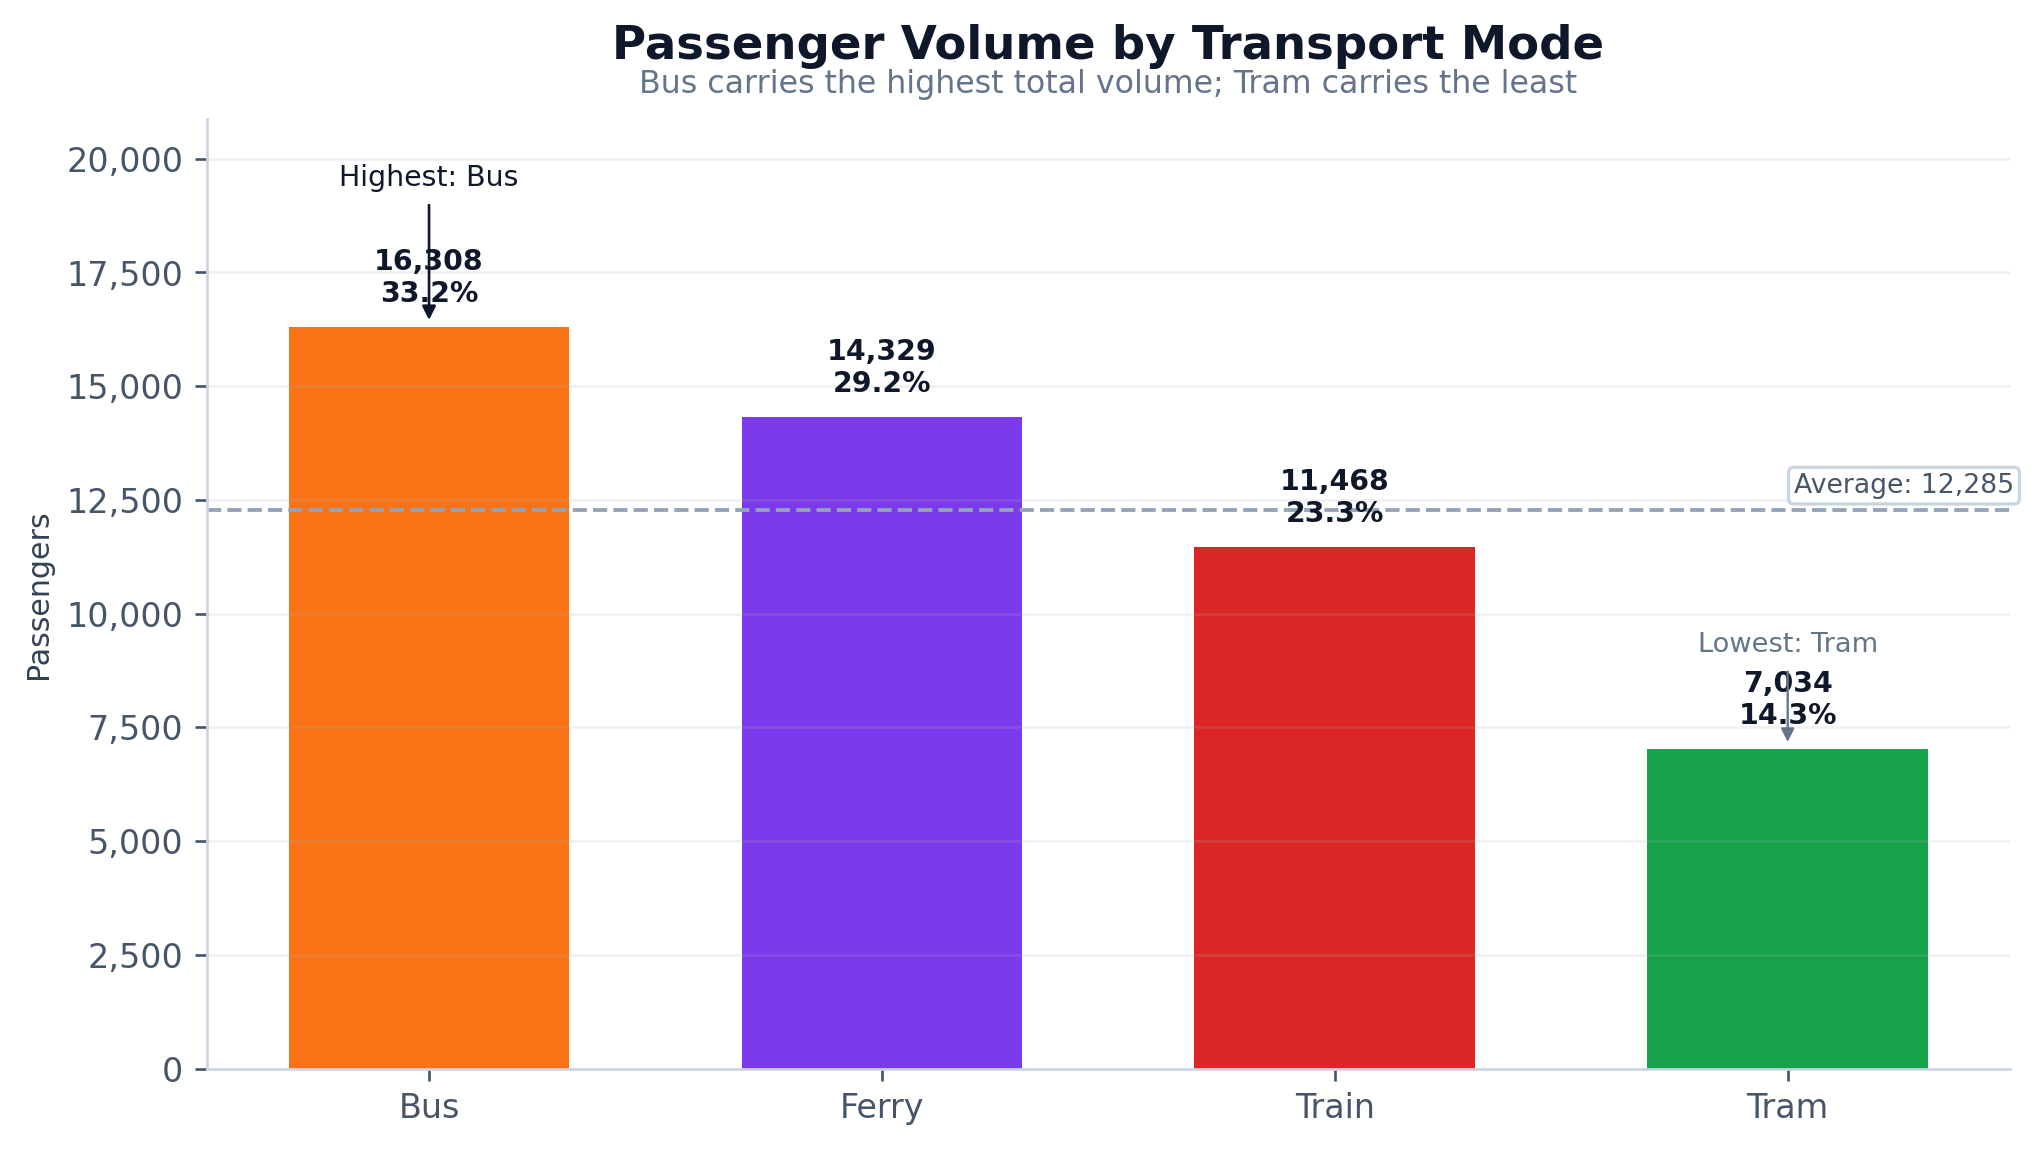 Passenger Volume by Transport Mode
Bus carries the highest total volume; Tram carries the least
Passengers
20,000
17,500
15,000
12,500
10,000
7,500
5,000
2,500
0
Highest: Bus
16,308
33.2%
14,329
29.2%
11,468
23.3%
Average: 12,285
Lowest: Tram
7,034
14.3%
Bus
Ferry
Train
Tram